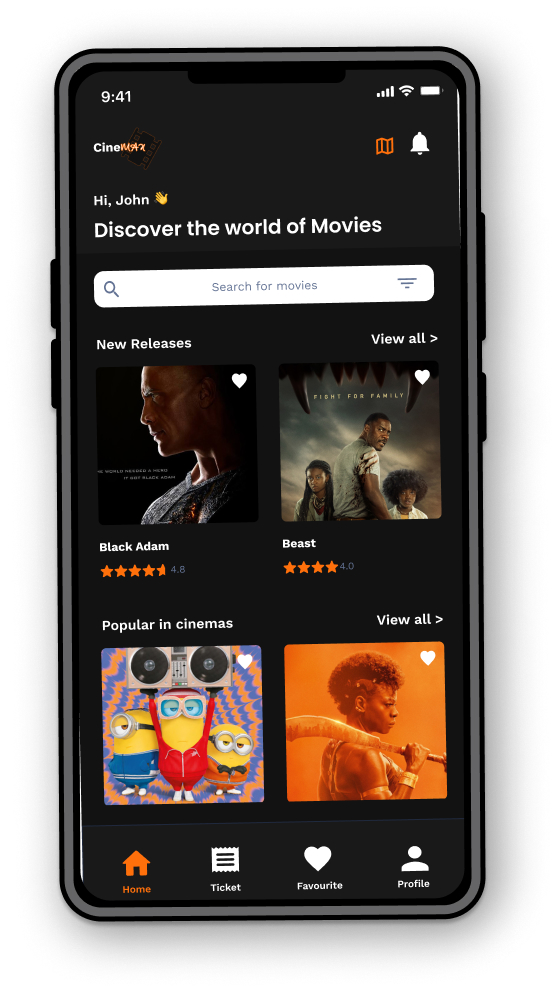 9:41
CineMAX
Hi, John 👋
Discover the world of Movies
Search for movies
New Releases
View all >
FIGHT FOR FAMILY
HE WORLD NEEDED A HERO
IT GOT BLACK ADAM
Black Adam
Beast
4.8
4.0
Popular in cinemas
View all >
Home
Ticket
Favourite
Profile